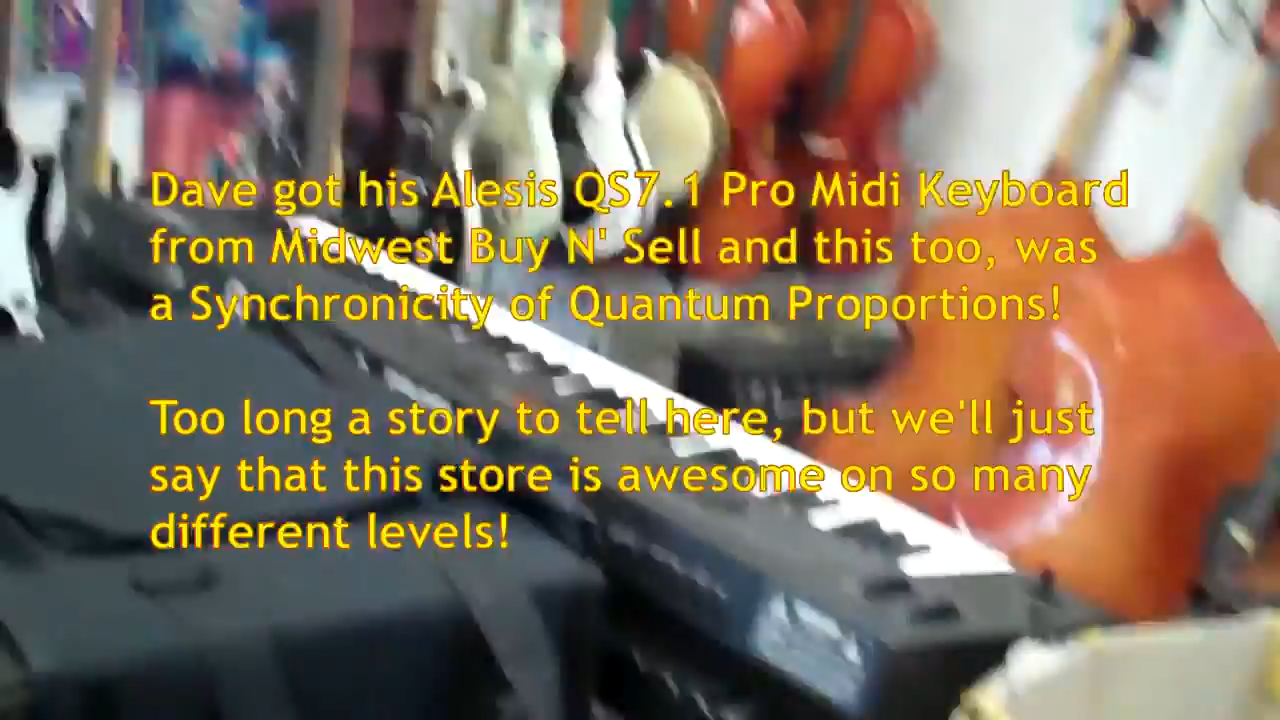 Dave got his Alesis QS7.1 Pro Midi Keyboard
from Midwest Buy N' Sell and this too, was
a Synchronicity of Quantum Proportions!
Too long a story to tell here, but we'll just
say that this store is awesome on so many
different levels!